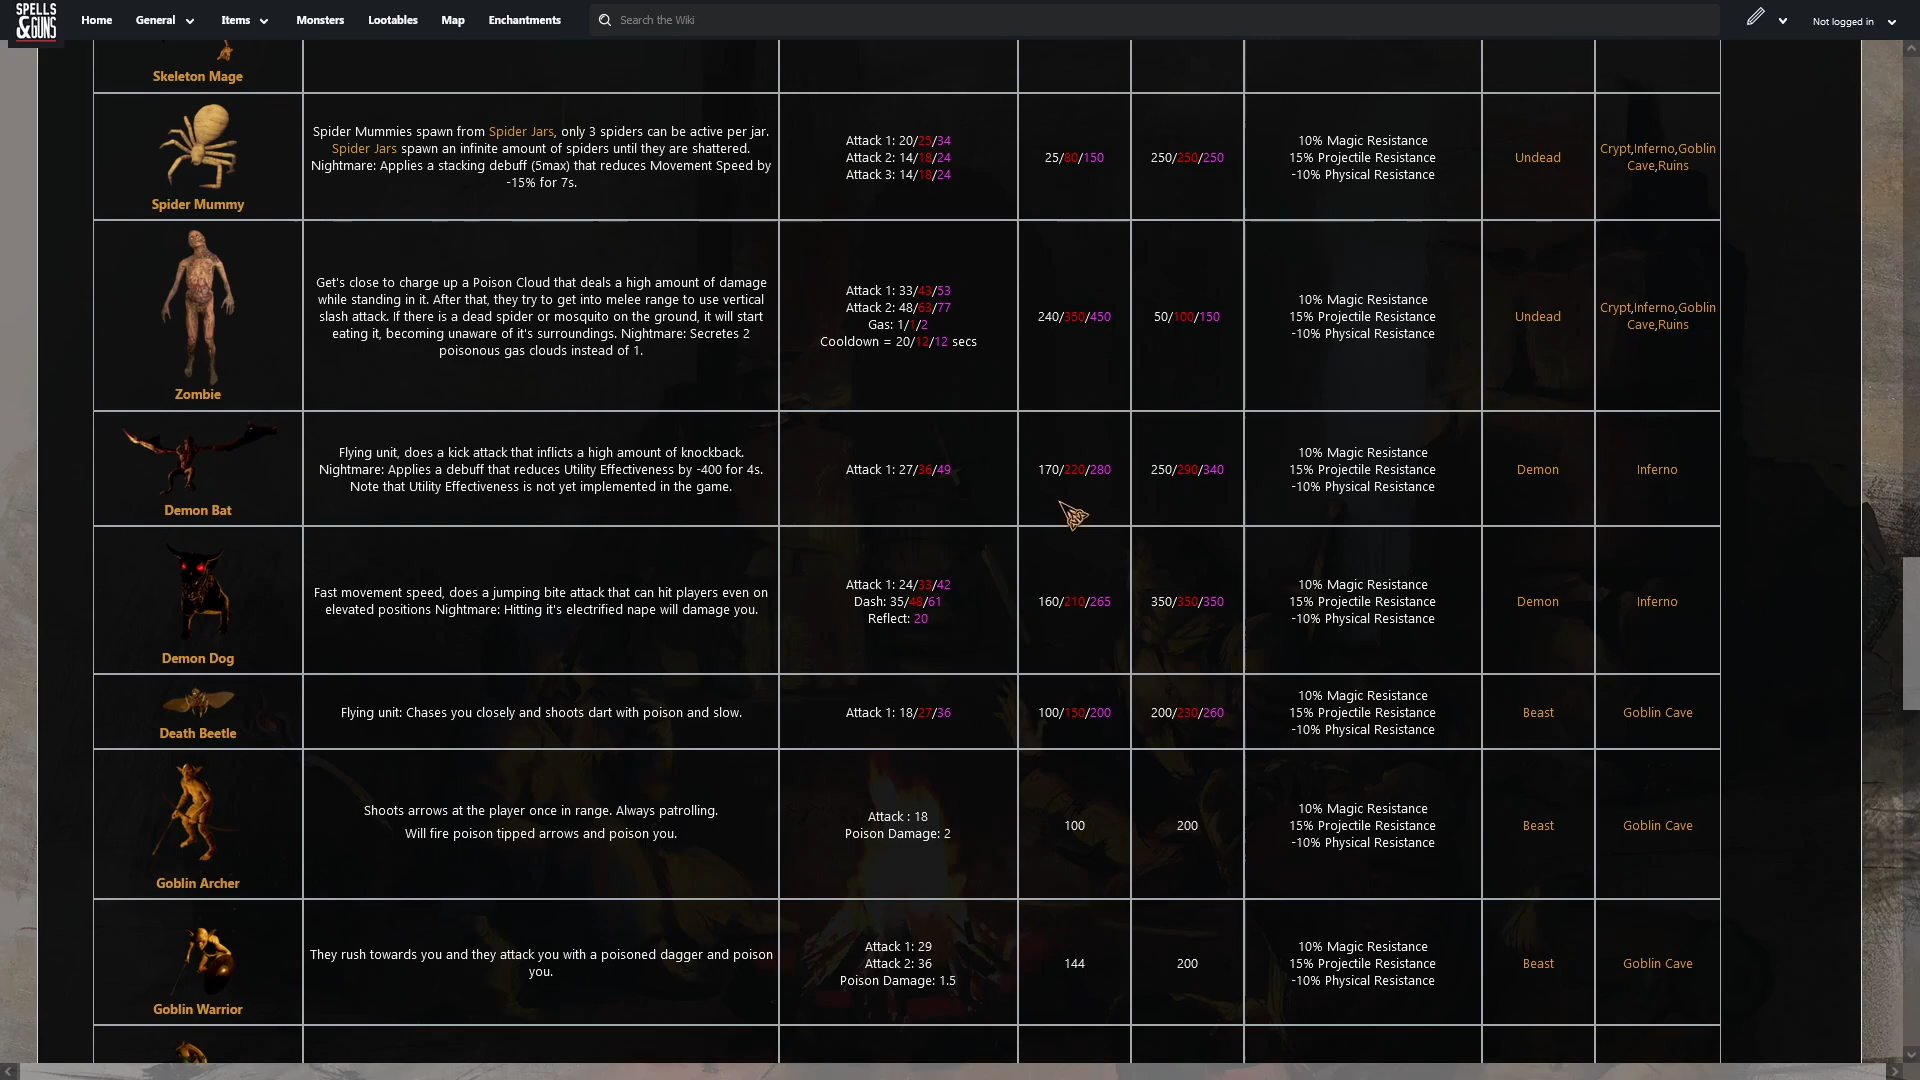 SPELLS
&GUNS
Home
General
Items
Monsters
Lootables
Map
Enchantments
Search the Wiki
Not logged in
Skeleton Mage
Spider Mummy
Spider Mummies spawn from Spider Jars, only 3 spiders can be active per jar.
Spider Jars spawn an infinite amount of spiders until they are shattered.
Nightmare: Applies a stacking debuff (5max) that reduces Movement Speed by
-15% for 7s.
Attack 1: 20/25/34
Attack 2: 14/18/24
Attack 3: 14/18/24
25/80/150
250/250/250
10% Magic Resistance
15% Projectile Resistance
-10% Physical Resistance
Undead
Crypt,Inferno,Goblin
Cave,Ruins
Zombie
Get's close to charge up a Poison Cloud that deals a high amount of damage
while standing in it. After that, they try to get into melee range to use vertical
slash attack. If there is a dead spider or mosquito on the ground, it will start
eating it, becoming unaware of it's surroundings. Nightmare: Secretes 2
poisonous gas clouds instead of 1.
Attack 1: 33/43/53
Attack 2: 48/63/77
Gas: 1/1/2
Cooldown = 20/12/12 secs
240/350/450
50/100/150
10% Magic Resistance
15% Projectile Resistance
-10% Physical Resistance
Undead
Crypt,Inferno,Goblin
Cave,Ruins
Demon Bat
Flying unit, does a kick attack that inflicts a high amount of knockback.
Nightmare: Applies a debuff that reduces Utility Effectiveness by -400 for 4s.
Note that Utility Effectiveness is not yet implemented in the game.
Attack 1: 27/36/49
170/220/280
250/290/340
10% Magic Resistance
15% Projectile Resistance
-10% Physical Resistance
Demon
Inferno
Demon Dog
Fast movement speed, does a jumping bite attack that can hit players even on
elevated positions Nightmare: Hitting it's electrified nape will damage you.
Attack 1: 24/33/42
Dash: 35/48/61
Reflect: 20
160/210/265
350/350/350
10% Magic Resistance
15% Projectile Resistance
-10% Physical Resistance
Demon
Inferno
Death Beetle
Flying unit: Chases you closely and shoots dart with poison and slow.
Attack 1: 18/27/36
100/150/200
200/230/260
10% Magic Resistance
15% Projectile Resistance
-10% Physical Resistance
Beast
Goblin Cave
Goblin Archer
Shoots arrows at the player once in range. Always patrolling.
Will fire poison tipped arrows and poison you.
Attack : 18
Poison Damage: 2
100
200
10% Magic Resistance
15% Projectile Resistance
-10% Physical Resistance
Beast
Goblin Cave
Goblin Warrior
They rush towards you and they attack you with a poisoned dagger and poison
you.
Attack 1: 29
Attack 2: 36
Poison Damage: 1.5
144
200
10% Magic Resistance
15% Projectile Resistance
-10% Physical Resistance
Beast
Goblin Cave